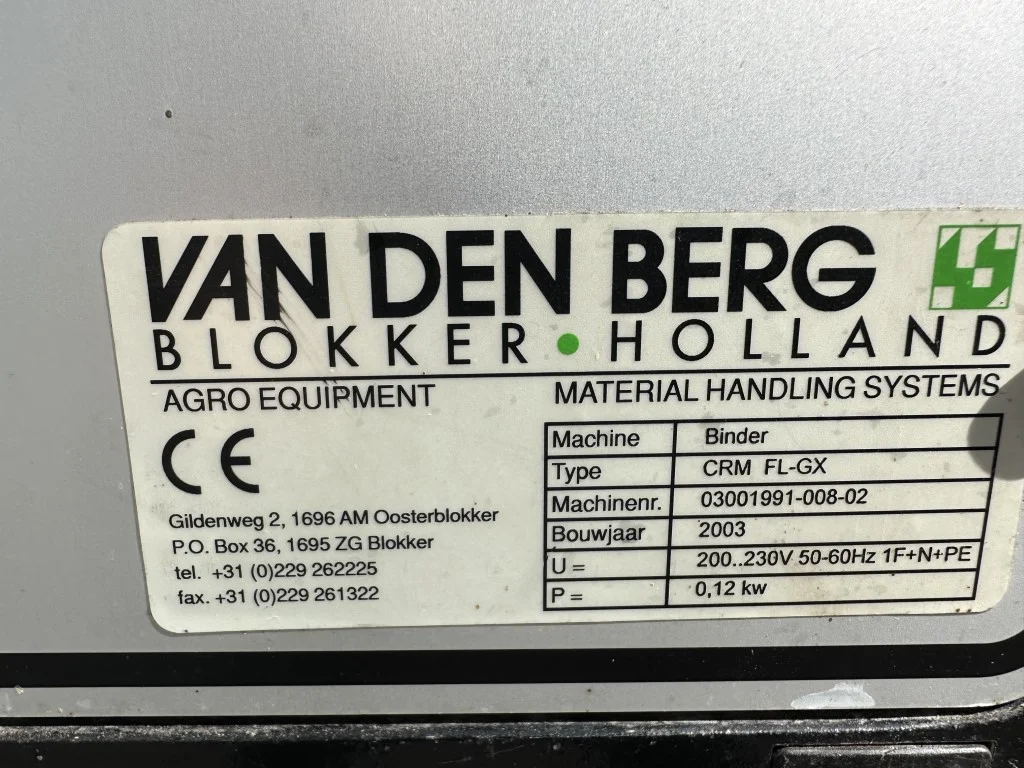 VAN DEN BERG
BLOKKER • HOLLAND
AGRO EQUIPMENT
MATERIAL HANDLING SYSTEMS
CE
Gildenweg 2, 1696 AM Oosterblokker
P.O. Box 36, 1695 ZG Blokker
tel. +31 (0)229 262225
fax. +31 (0)229 261322
Machine Binder
Type CRM FL-GX
Machinenr. 03001991-008-02
Bouwjaar 2003
U = 200..230V 50-60Hz 1F+N+PE
P = 0,12 kw